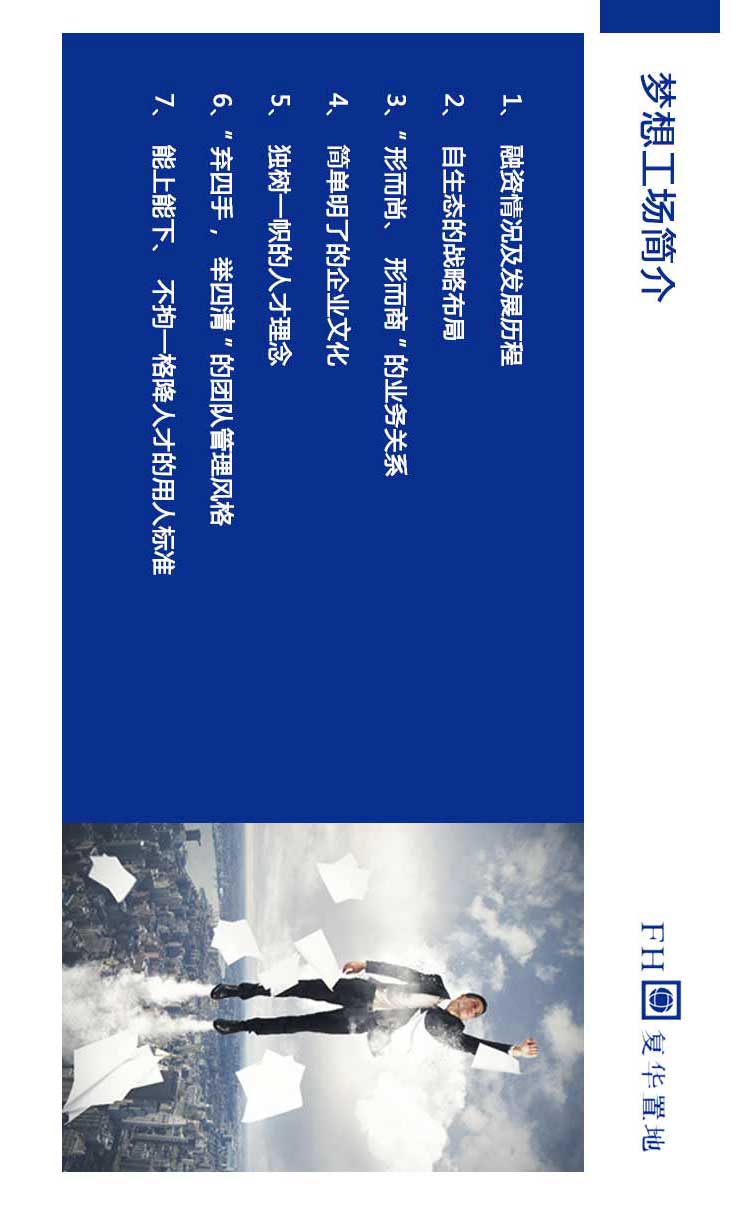 梦想工场简介
FH 复华置地
1、 融资情况及发展历程
2、 自生态的战略布局
3、“形而尚、 形而商”的业务关系
4、 简单明了的企业文化
5、 独树一帜的人才理念
6、“弃四手, 举四清”的团队管理风格
7、 能上能下、 不拘一格降人才的用人标准